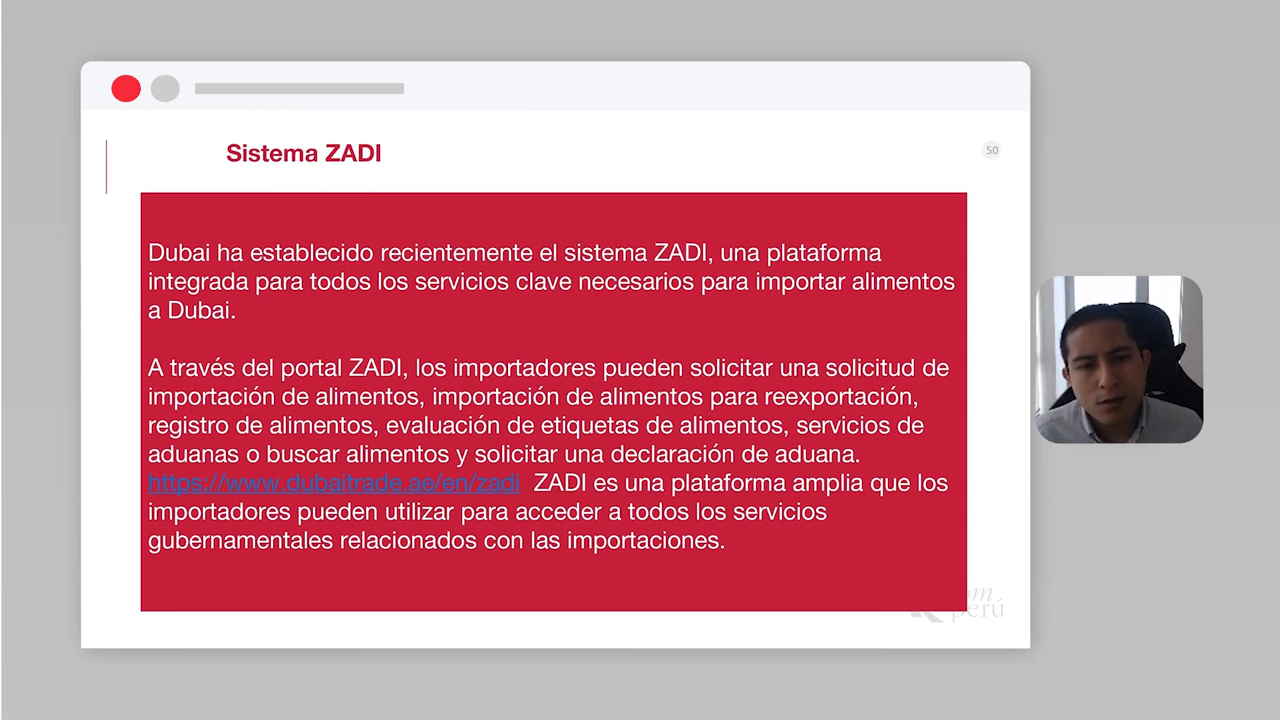 Sistema ZADI
50
Dubai ha establecido recientemente el sistema ZADI, una plataforma
integrada para todos los servicios clave necesarios para importar alimentos
a Dubai.
A través del portal ZADI, los importadores pueden solicitar una solicitud de
importación de alimentos, importación de alimentos para reexportación,
registro de alimentos, evaluación de etiquetas de alimentos, servicios de
aduanas o buscar alimentos y solicitar una declaración de aduana.
https://www.dubaitrade.ae/en/zadi ZADI es una plataforma amplia que los
importadores pueden utilizar para acceder a todos los servicios
gubernamentales relacionados con las importaciones.
perú